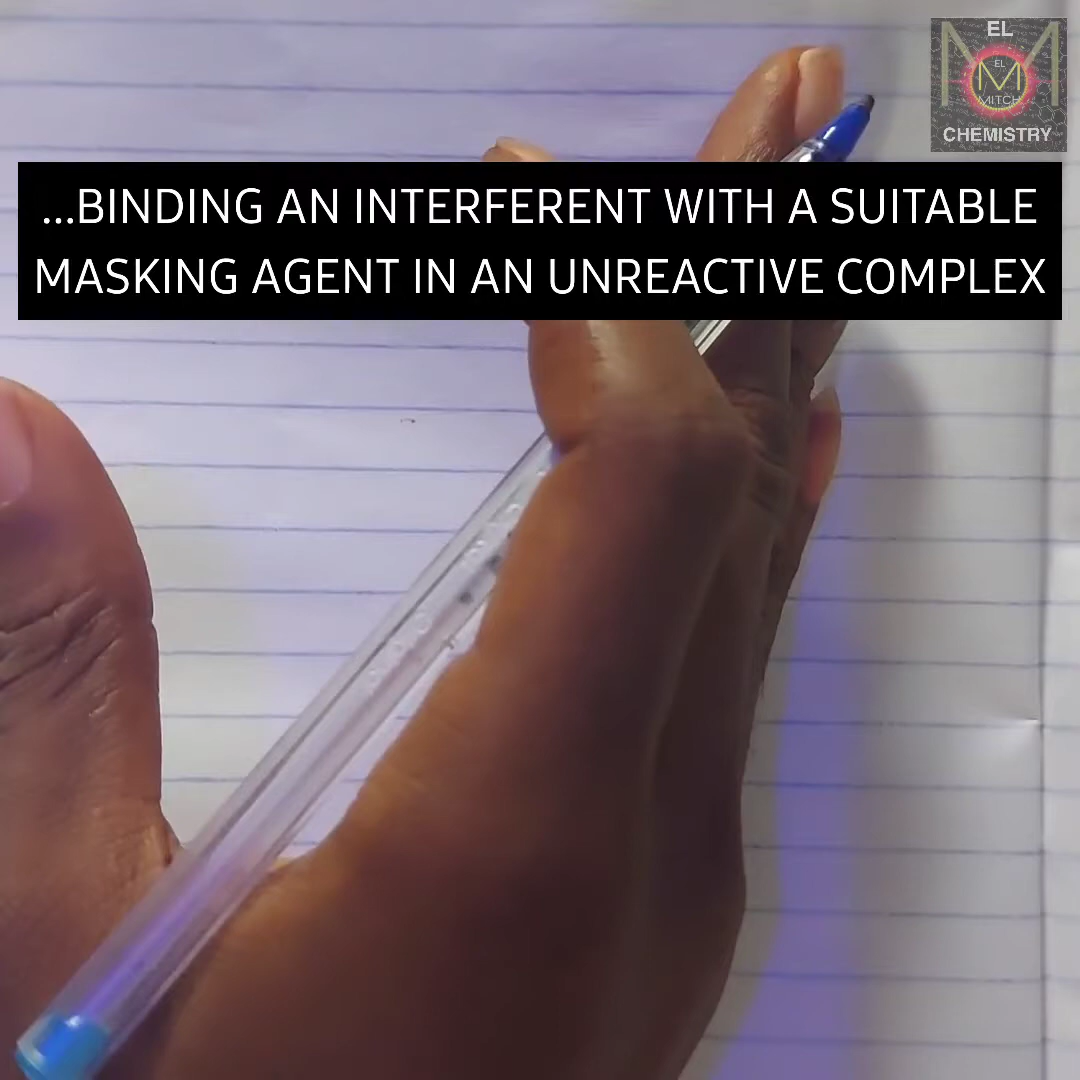 EL
EL
MITCH
CHEMISTRY
...BINDING AN INTERFERENT WITH A SUITABLE
MASKING AGENT IN AN UNREACTIVE COMPLEX